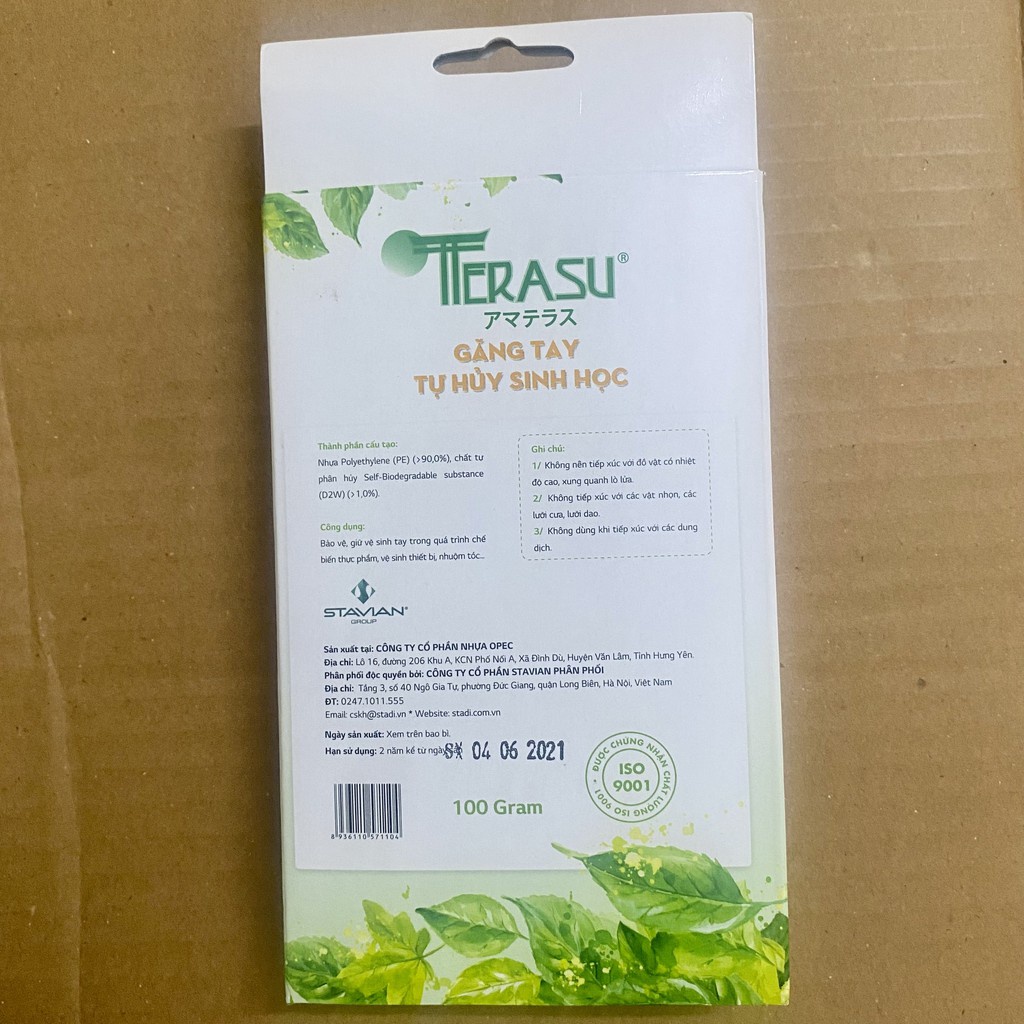 TERASU®
アマテラス
GĂNG TAY
TỰ HỦY SINH HỌC
Thành phần cấu tạo:
Nhựa Polyethylene (PE) (>90,0%), chất tự
phân hủy Self-Biodegradable substance
(D2W) (>1,0%).
Công dụng:
Bảo vệ, giữ vệ sinh tay trong quá trình chế
biến thực phẩm, vệ sinh thiết bị, nhuộm tóc...
Ghi chú:
1/ Không nên tiếp xúc với đồ vật có nhiệt
độ cao, xung quanh lò lửa.
2/ Không tiếp xúc với các vật nhọn, các
lưỡi cưa, lưỡi dao.
3/ Không dùng khi tiếp xúc với các dung
dịch.
STAVIAN®
GROUP
Sản xuất tại: CÔNG TY CỔ PHẦN NHỰA OPEC
Địa chỉ: Lô 16, đường 206 Khu A, KCN Phố Nối A, Xã Đình Dù, Huyện Văn Lâm, Tỉnh Hưng Yên.
Phân phối độc quyền bởi: CÔNG TY CỔ PHẦN STAVIAN PHÂN PHỐI
Địa chỉ: Tầng 3, số 40 Ngô Gia Tự, phường Đức Giang, quận Long Biên, Hà Nội, Việt Nam
ĐT: 0247.1011.555
Email: cskh@stadi.vn * Website: stadi.com.vn
Ngày sản xuất: Xem trên bao bì.
Hạn sử dụng: 2 năm kể từ ngày
SX 04 06 2021
ĐƯỢC CHỨNG NHẬN CHẤT LƯỢNG ISO 9001
ISO
9001
100 Gram
8 936110 571104